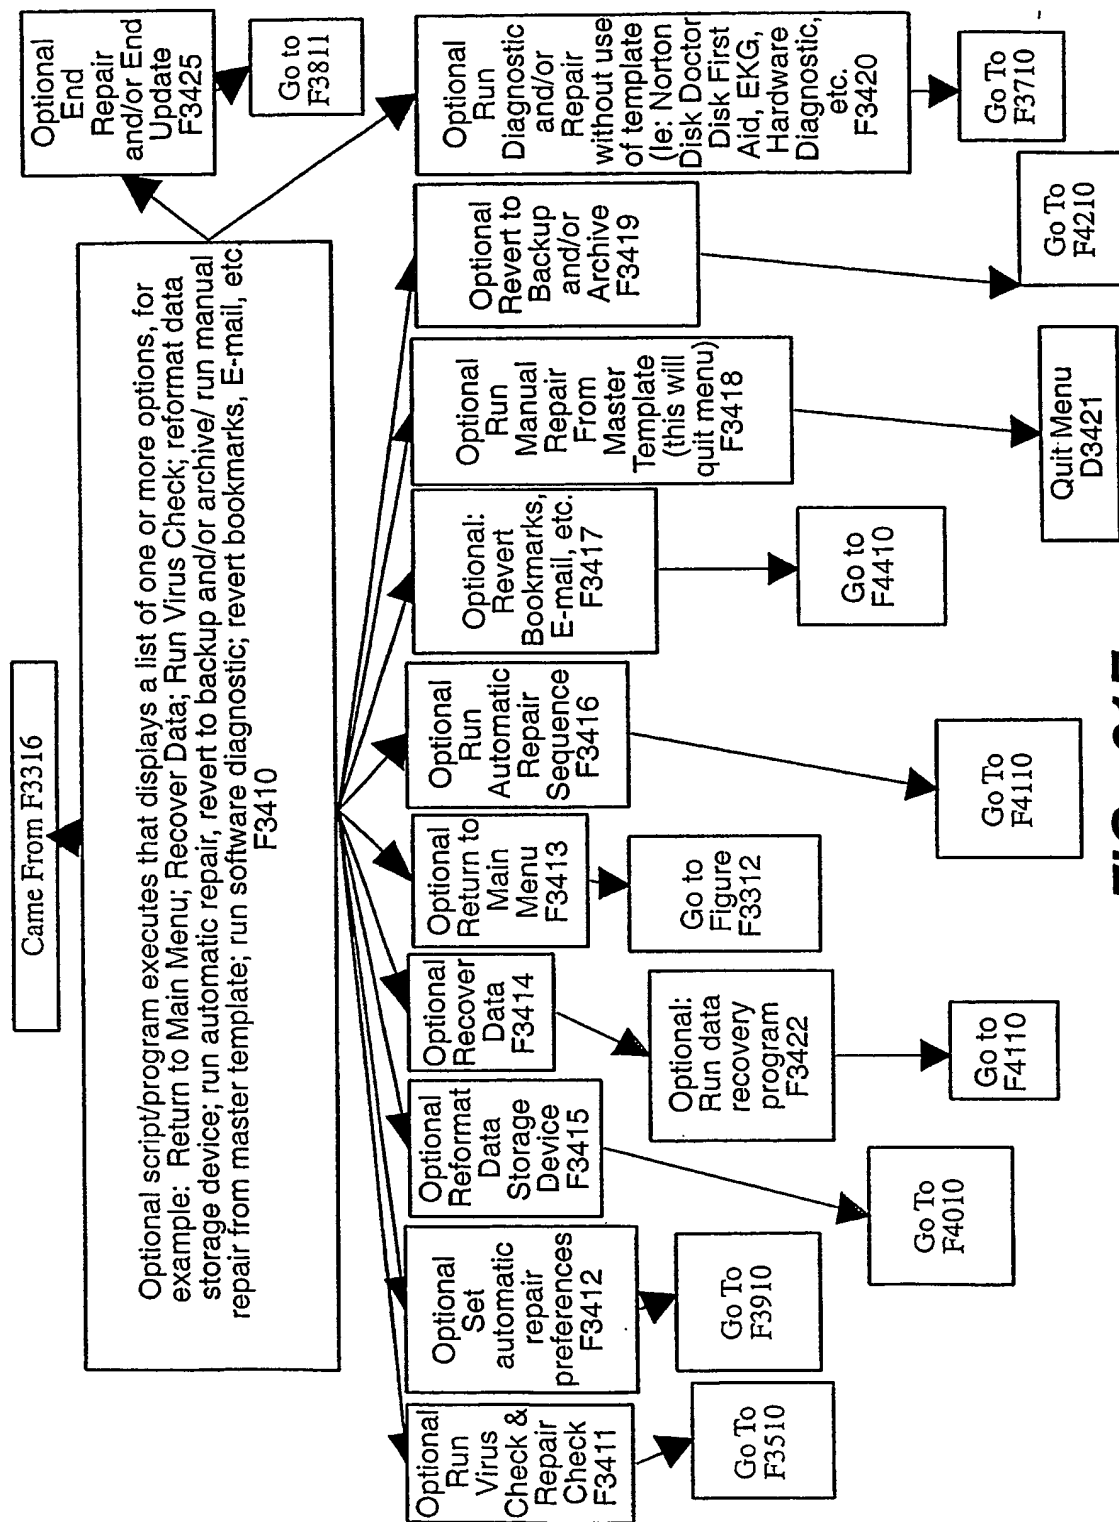 Came From F3316
Optional script/program executes that displays a list of one or more options, for
example: Return to Main Menu; Recover Data; Run Virus Check; reformat data
storage device; run automatic repair, revert to backup and/or archive/ run manual
repair from master template; run software diagnostic; revert bookmarks, E-mail, etc.
F3410
Optional
End
Repair
and/or End
Update
F3425
Go to
F3811
Optional
Run
Virus
Check &
Repair
Check
F3411
Go To
F3510
Optional
Set
automatic
repair
preferences
F3412
Go To
F3910
Optional
Reformat
Data
Storage
Device
F3415
Go To
F4010
Optional
Recover
Data
F3414
Optional:
Run data
recovery
program
F3422
Go to
F4110
Optional
Return to
Main
Menu
F3413
Go to
Figure
F3312
Optional
Run
Automatic
Repair
Sequence
F3416
Go To
F4110
Optional:
Revert
Bookmarks,
E-mail, etc.
F3417
Go to
F4410
Optional
Run
Manual
Repair
From
Master
Template
(this will
quit menu)
F3418
Quit Menu
D3421
Optional
Revert to
Backup
and/or
Archive
F3419
Go To
F4210
Optional
Run
Diagnostic
and/or
Repair
without use
of template
(Ie: Norton
Disk Doctor
Disk First
Aid, EKG,
Hardware
Diagnostic,
etc.
F3420
Go To
F3710